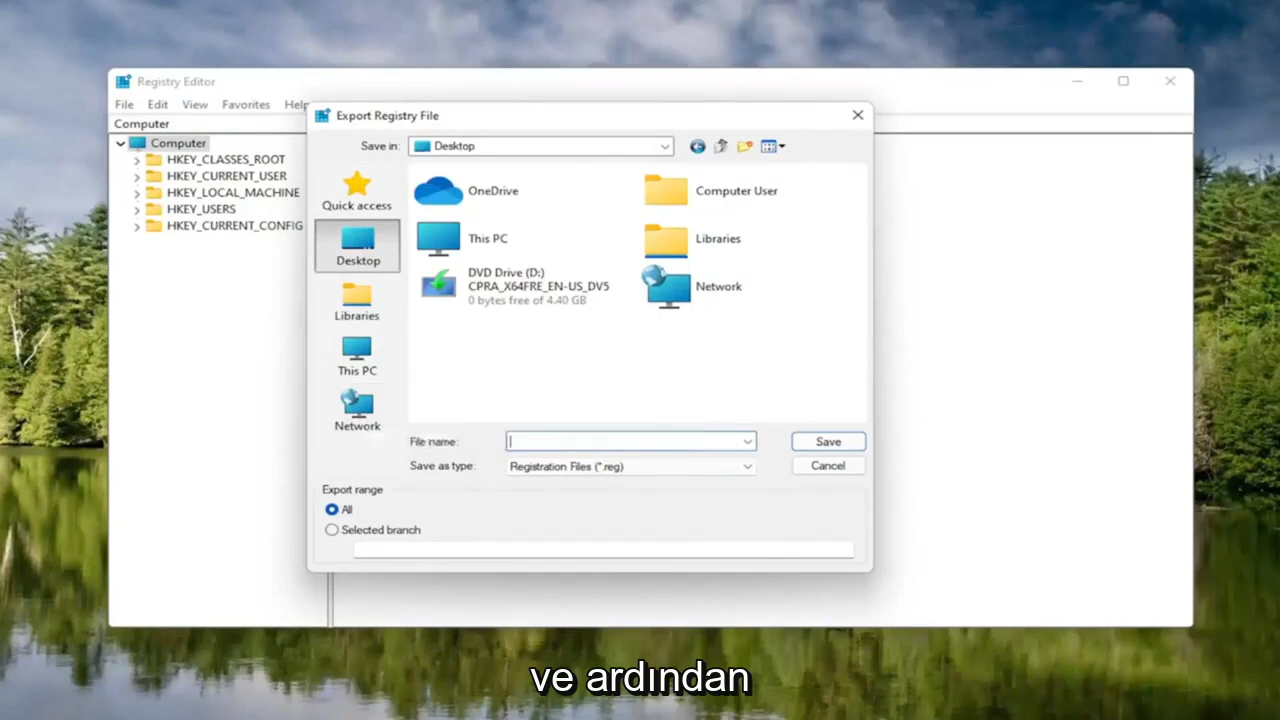 Registry Editor
File Edit View Favorites Help
Computer
Computer
HKEY_CLASSES_ROOT
HKEY_CURRENT_USER
HKEY_LOCAL_MACHINE
HKEY_USERS
HKEY_CURRENT_CONFIG
Export Registry File
Save in: Desktop
Quick access
Desktop
Libraries
This PC
Network
OneDrive
Computer User
This PC
Libraries
DVD Drive (D:)
CPRA_X64FRE_EN-US_DV5
0 bytes free of 4.40 GB
Network
File name:
Save
Save as type: Registration Files (*.reg)
Cancel
Export range
All
Selected branch
ve ardından